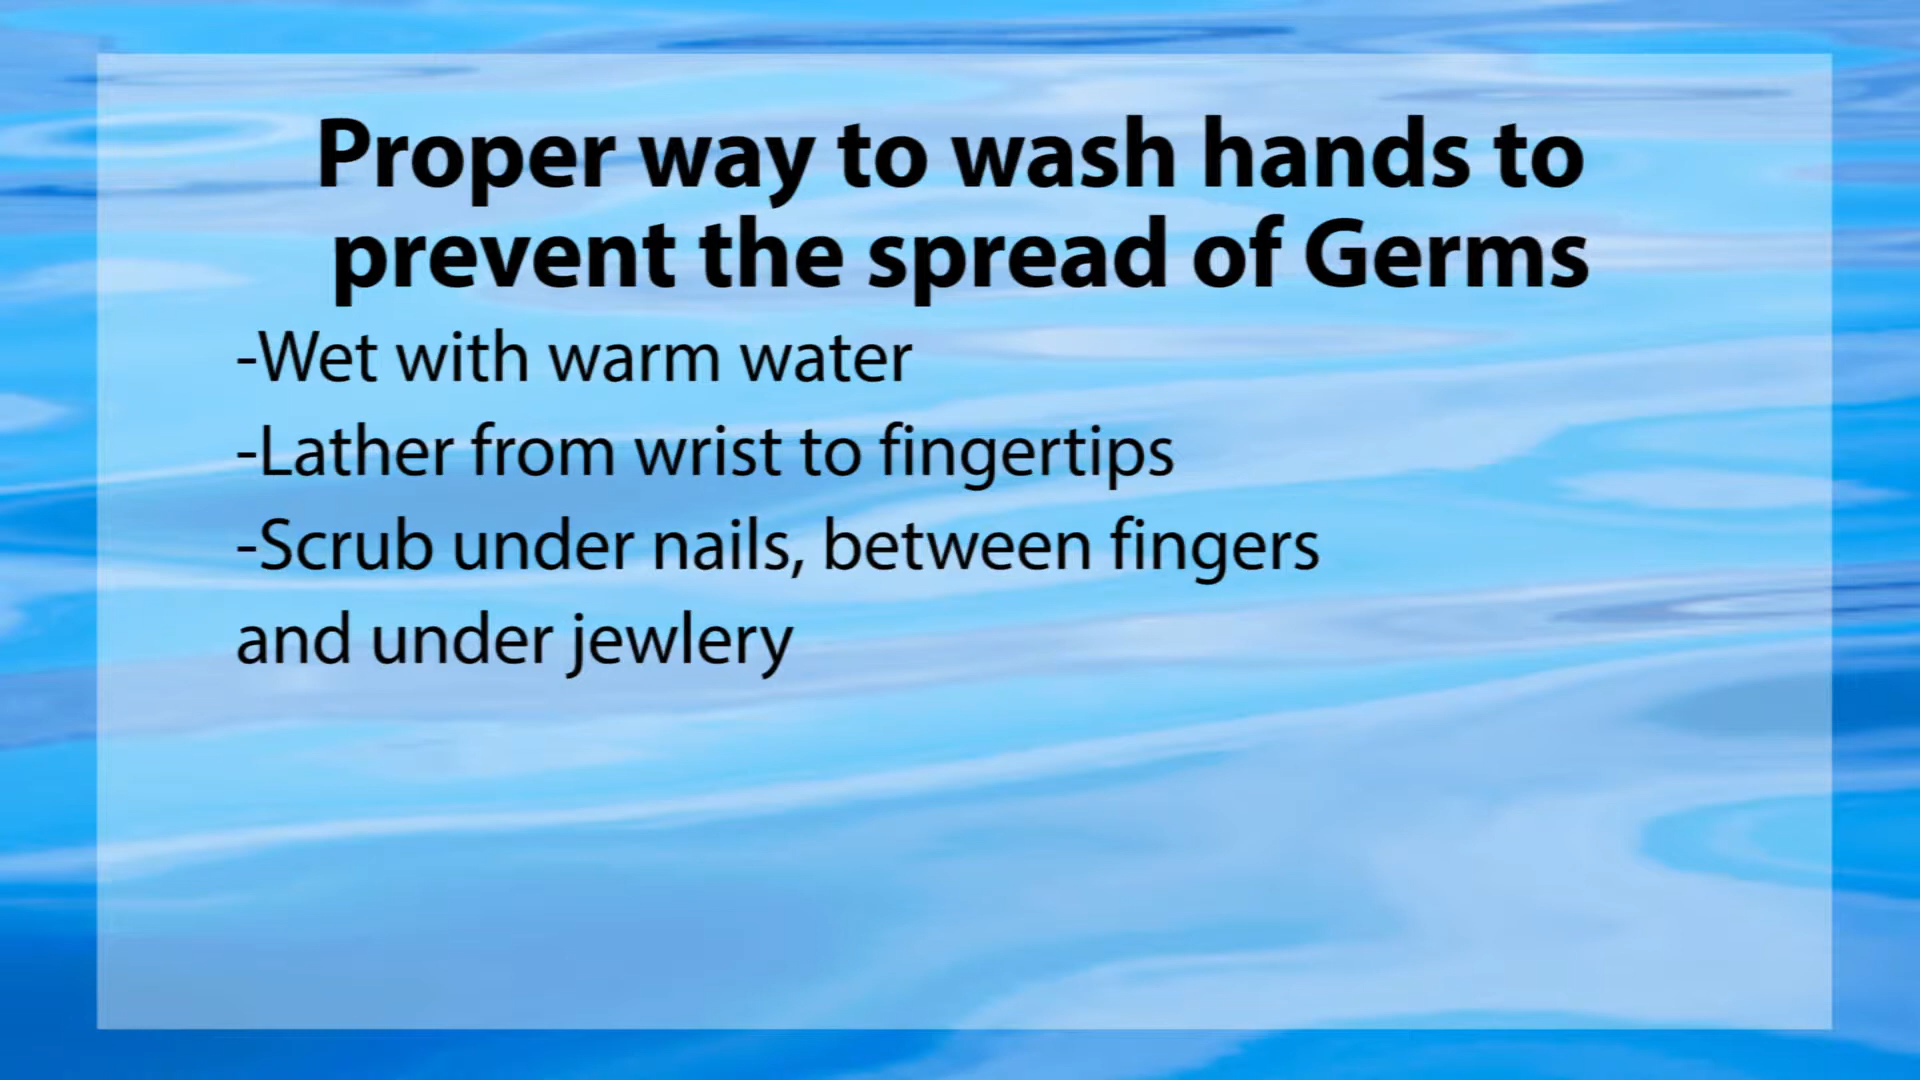 Proper way to wash hands to
prevent the spread of Germs
-Wet with warm water
-Lather from wrist to fingertips
-Scrub under nails, between fingers
and under jewlery